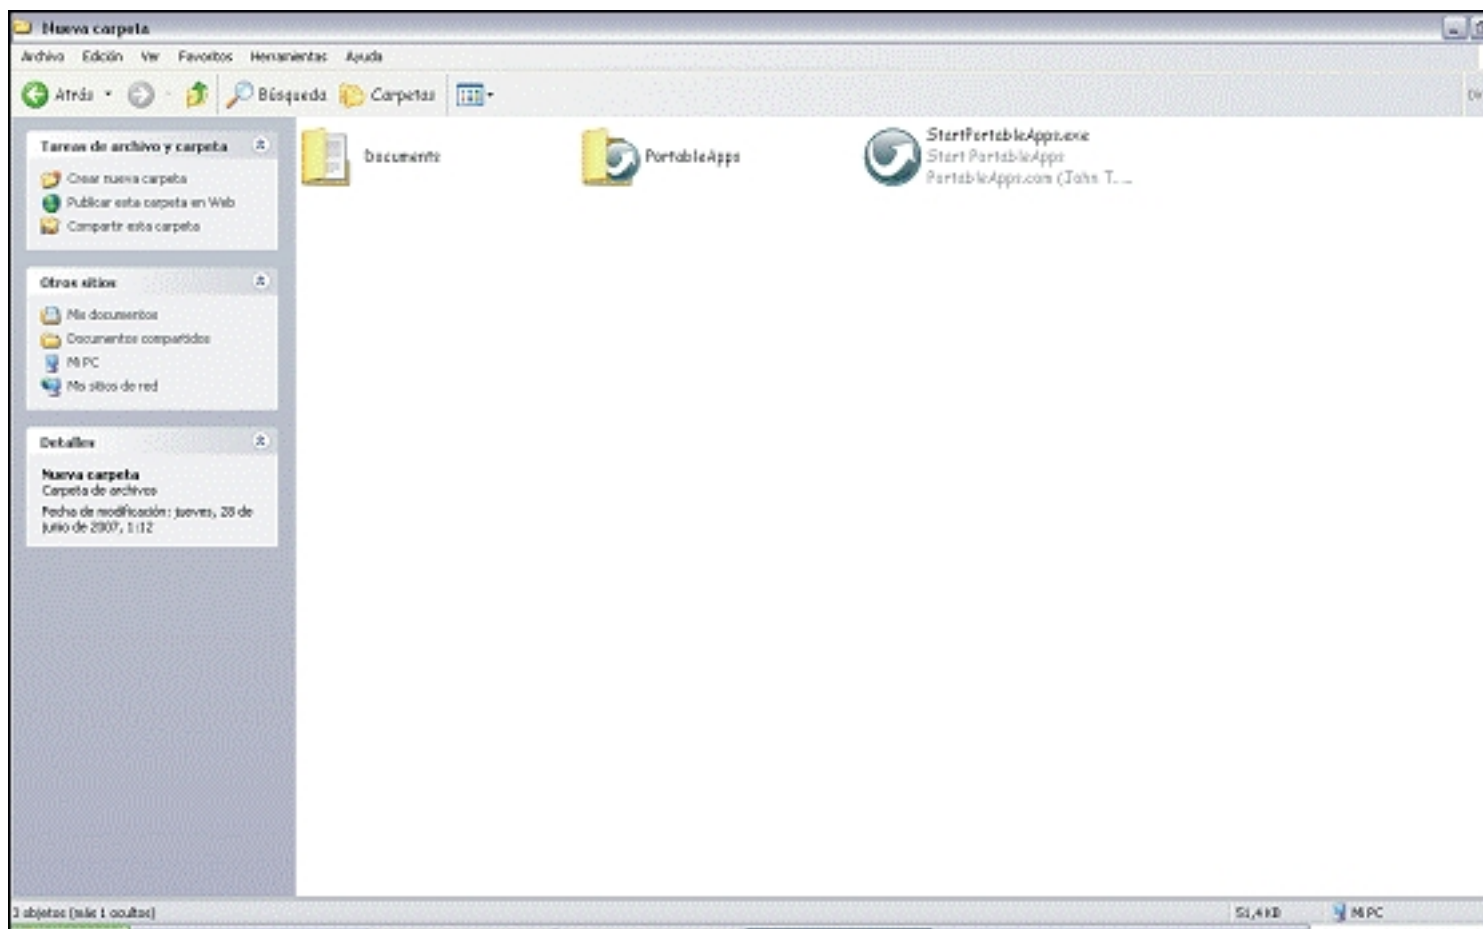 Nueva carpeta
Archivo Edición Ver Favoritos Herramientas Ayuda
Atrás Búsqueda Carpetas
Tareas de archivo y carpeta
Crear nueva carpeta
Publicar esta carpeta en Web
Compartir esta carpeta
Otros sitios
Mis documentos
Documentos compartidos
Mi PC
Mis sitios de red
Detalles
Nueva carpeta
Carpeta de archivos
Fecha de modificación: jueves, 28 de
junio de 2007, 1:12
Documents
PortableApps
StartPortableApps.exe
Start PortableApps
PortableApps.com (John T. ...
3 objetos (más 1 ocultos)
51,4 KB
Mi PC